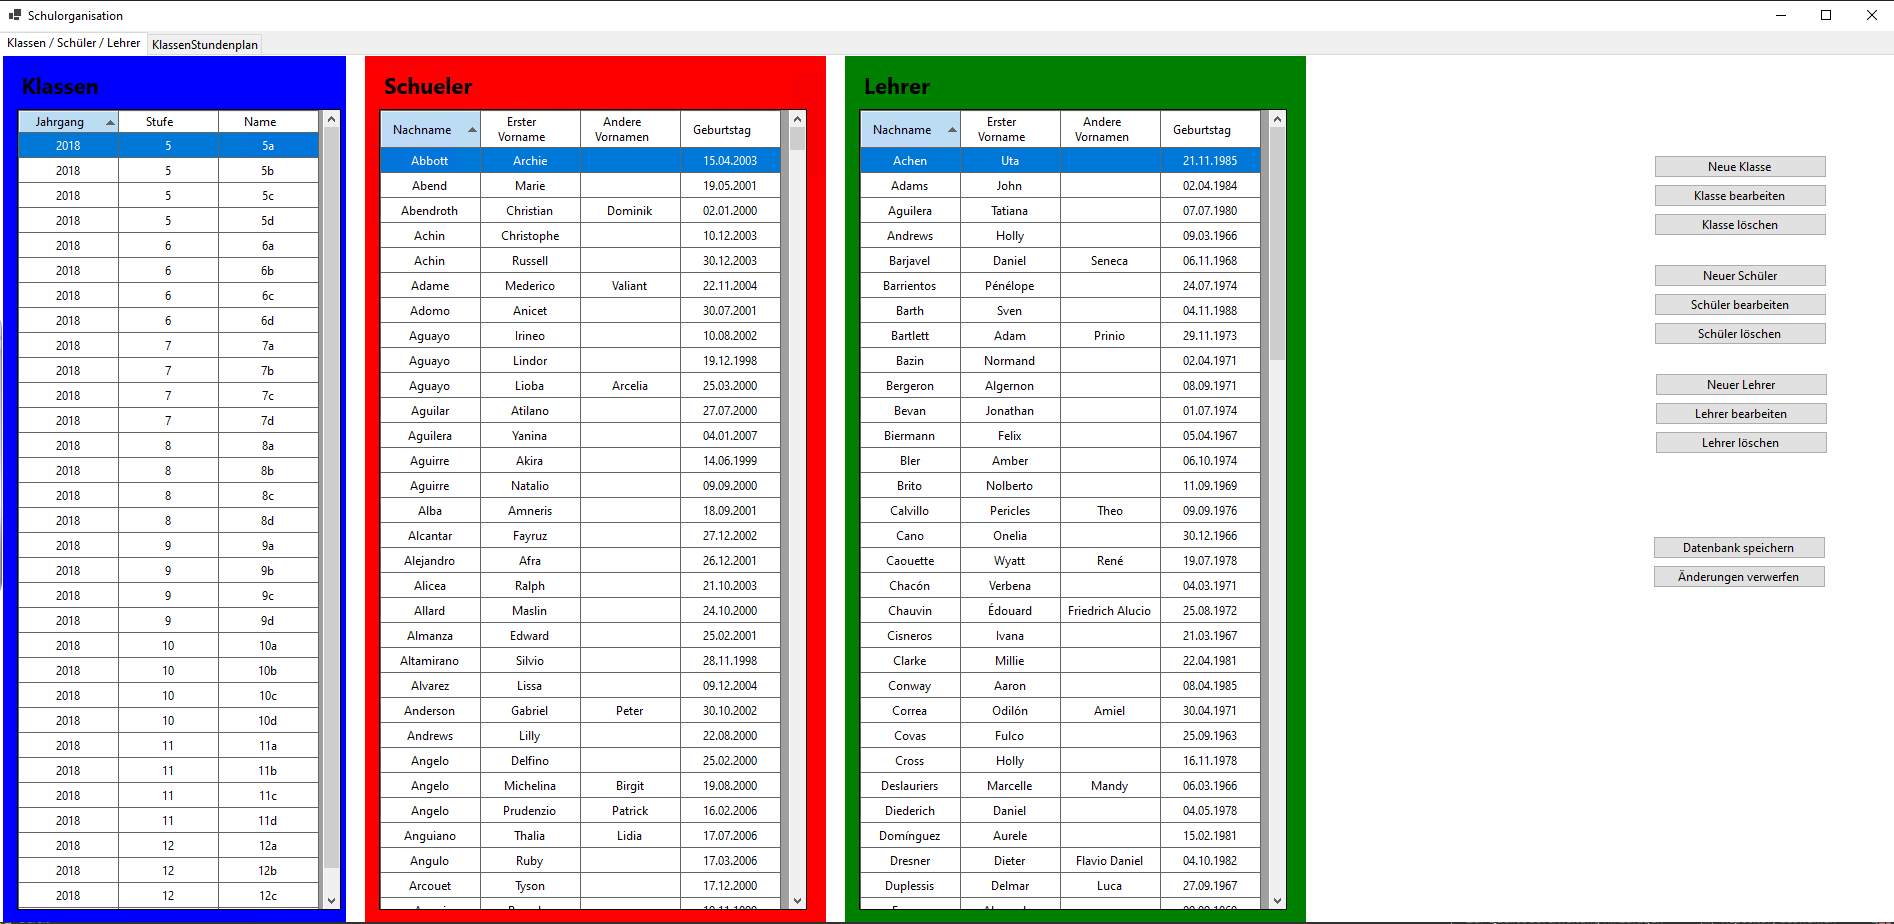 Schulorganisation
Klassen / Schüler / Lehrer KlassenStundenplan
Klassen
Jahrgang Stufe Name
2018 5 5a
2018 5 5b
2018 5 5c
2018 5 5d
2018 6 6a
2018 6 6b
2018 6 6c
2018 6 6d
2018 7 7a
2018 7 7b
2018 7 7c
2018 7 7d
2018 8 8a
2018 8 8b
2018 8 8c
2018 8 8d
2018 9 9a
2018 9 9b
2018 9 9c
2018 9 9d
2018 10 10a
2018 10 10b
2018 10 10c
2018 10 10d
2018 11 11a
2018 11 11b
2018 11 11c
2018 11 11d
2018 12 12a
2018 12 12b
2018 12 12c
Schueler
Nachname Erster Vorname Andere Vornamen Geburtstag
Abbott Archie 15.04.2003
Abend Marie 19.05.2001
Abendroth Christian Dominik 02.01.2000
Achin Christophe 10.12.2003
Achin Russell 30.12.2003
Adame Mederico Valiant 22.11.2004
Adomo Anicet 30.07.2001
Aguayo Irineo 10.08.2002
Aguayo Lindor 19.12.1998
Aguayo Lioba Arcelia 25.03.2000
Aguilar Atilano 27.07.2000
Aguilera Yanina 04.01.2007
Aguirre Akira 14.06.1999
Aguirre Natalio 09.09.2000
Alba Amneris 18.09.2001
Alcantar Fayruz 27.12.2002
Alejandro Afra 26.12.2001
Alicea Ralph 21.10.2003
Allard Maslin 24.10.2000
Almanza Edward 25.02.2001
Altamirano Silvio 28.11.1998
Alvarez Lissa 09.12.2004
Anderson Gabriel Peter 30.10.2002
Andrews Lilly 22.08.2000
Angelo Delfino 25.02.2000
Angelo Michelina Birgit 19.08.2000
Angelo Prudenzio Patrick 16.02.2006
Anguiano Thalia Lidia 17.07.2006
Angulo Ruby 17.03.2006
Arcouet Tyson 17.12.2000
Lehrer
Nachname Erster Vorname Andere Vornamen Geburtstag
Achen Uta 21.11.1985
Adams John 02.04.1984
Aguilera Tatiana 07.07.1980
Andrews Holly 09.03.1966
Barjavel Daniel Seneca 06.11.1968
Barrientos Pénélope 24.07.1974
Barth Sven 04.11.1988
Bartlett Adam Prinio 29.11.1973
Bazin Normand 02.04.1971
Bergeron Algernon 08.09.1971
Bevan Jonathan 01.07.1974
Biermann Felix 05.04.1967
Bler Amber 06.10.1974
Brito Nolberto 11.09.1969
Calvillo Pericles Theo 09.09.1976
Cano Onelia 30.12.1966
Caouette Wyatt René 19.07.1978
Chacón Verbena 04.03.1971
Chauvin Édouard Friedrich Alucio 25.08.1972
Cisneros Ivana 21.03.1967
Clarke Millie 22.04.1981
Conway Aaron 08.04.1985
Correa Odilón Amiel 30.04.1971
Covas Fulco 25.09.1963
Cross Holly 16.11.1978
Deslauriers Marcelle Mandy 06.03.1966
Diederich Daniel 04.05.1978
Domínguez Aurele 15.02.1981
Dresner Dieter Flavio Daniel 04.10.1982
Duplessis Delmar Luca 27.09.1967
Neue Klasse
Klasse bearbeiten
Klasse löschen
Neuer Schüler
Schüler bearbeiten
Schüler löschen
Neuer Lehrer
Lehrer bearbeiten
Lehrer löschen
Datenbank speichern
Änderungen verwerfen